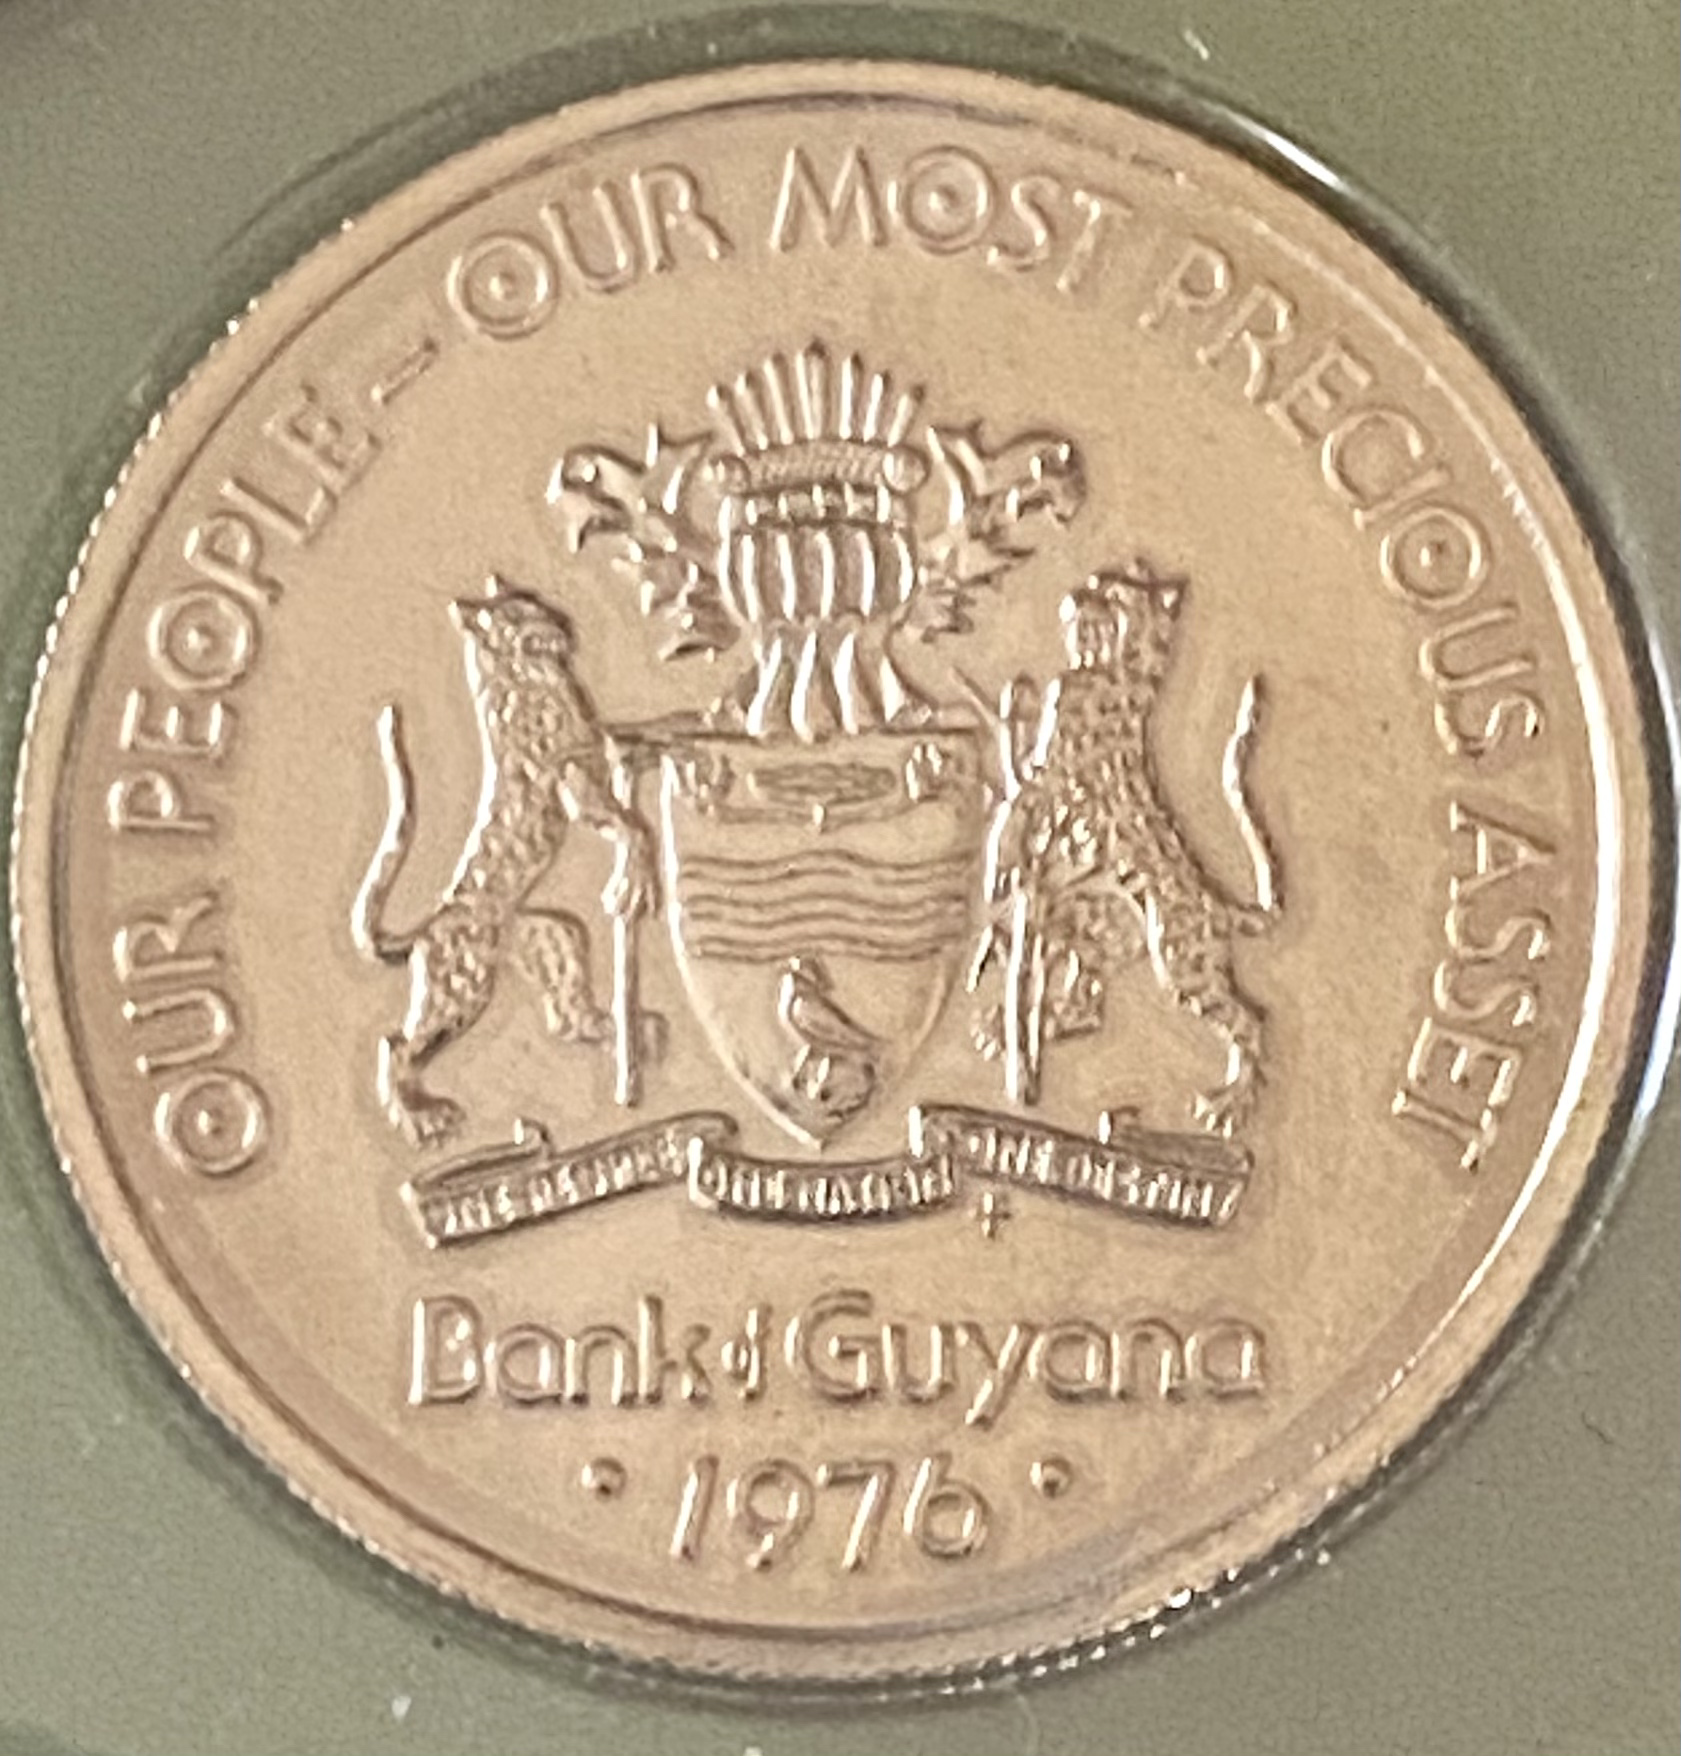 OUR PEOPLE – OUR MOST PRECIOUS ASSET
ONE PEOPLE ONE NATION ONE DESTINY
Bank of Guyana
· 1976 ·